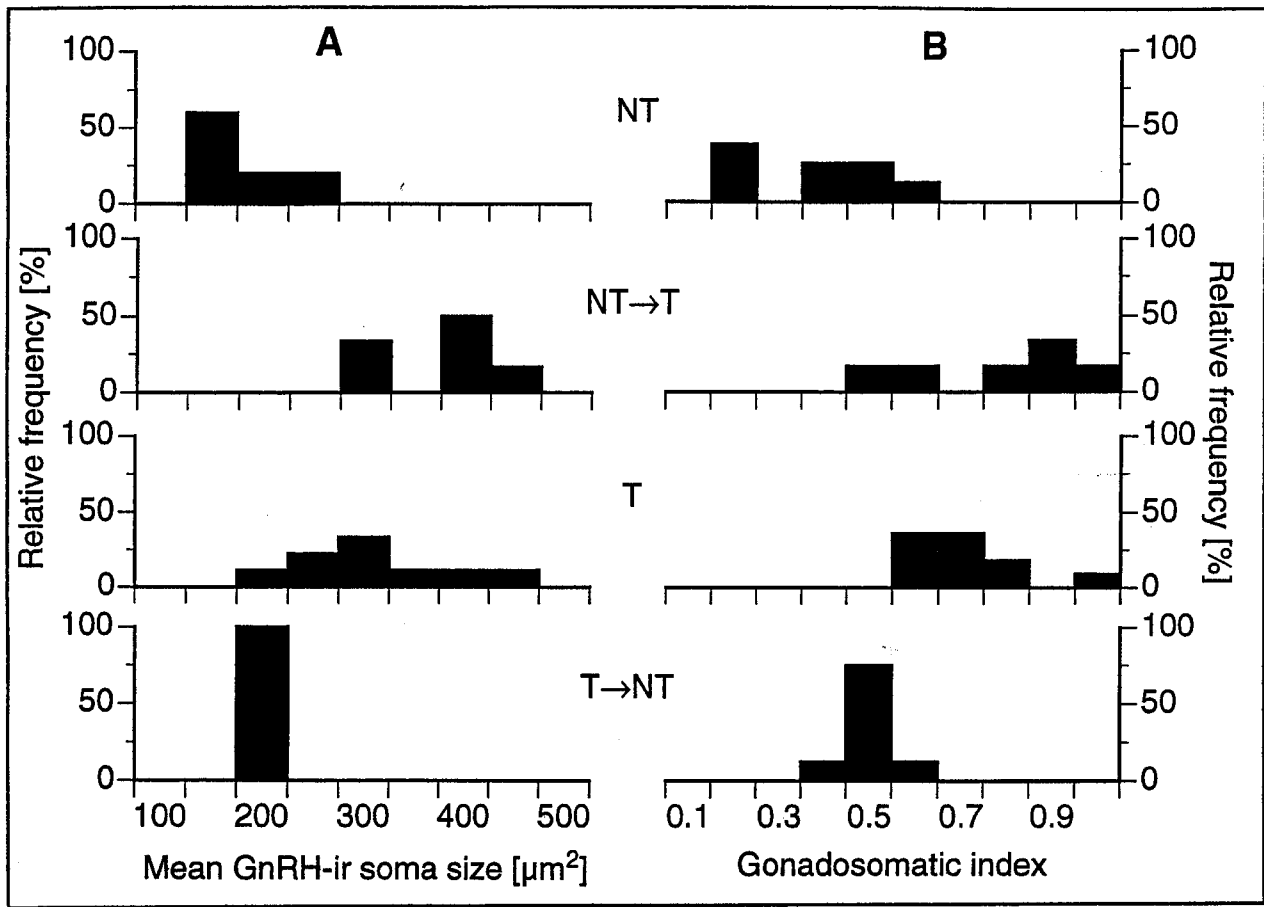 A
B
100
50
0
NT
100
50
0
100
50
0
NT→T
100
50
0
100
50
0
T
100
50
0
100
50
0
T→NT
100
50
0
Relative frequency [%]
Relative frequency [%]
100 200 300 400 500
0.1 0.3 0.5 0.7 0.9
Mean GnRH-ir soma size [µm²]
Gonadosomatic index